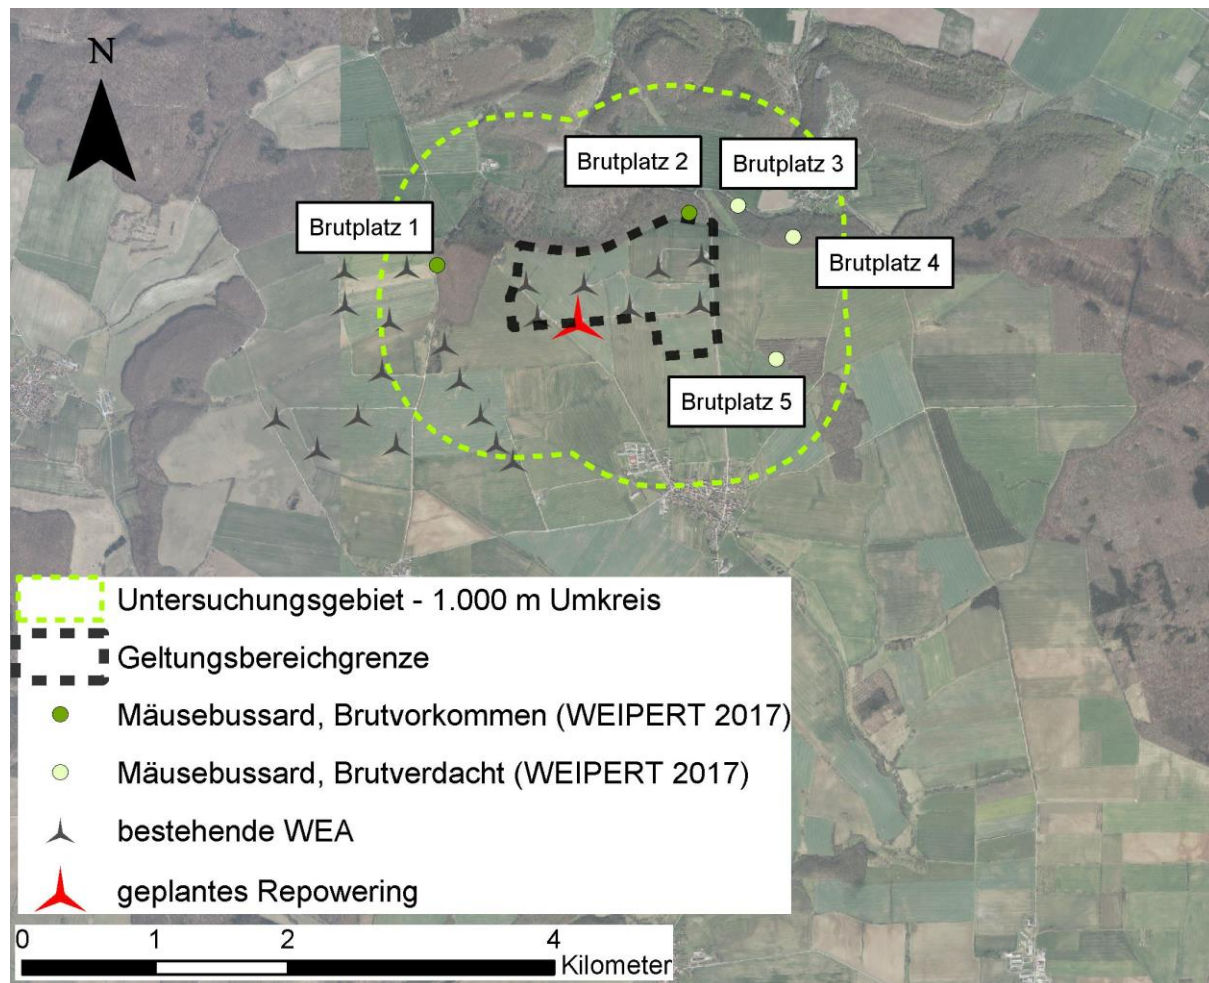 N
Brutplatz 2
Brutplatz 3
Brutplatz 1
Brutplatz 4
Brutplatz 5
Untersuchungsgebiet - 1.000 m Umkreis
Geltungsbereichgrenze
Mäusebussard, Brutvorkommen (WEIPERT 2017)
Mäusebussard, Brutverdacht (WEIPERT 2017)
bestehende WEA
geplantes Repowering
0 1 2 4
Kilometer